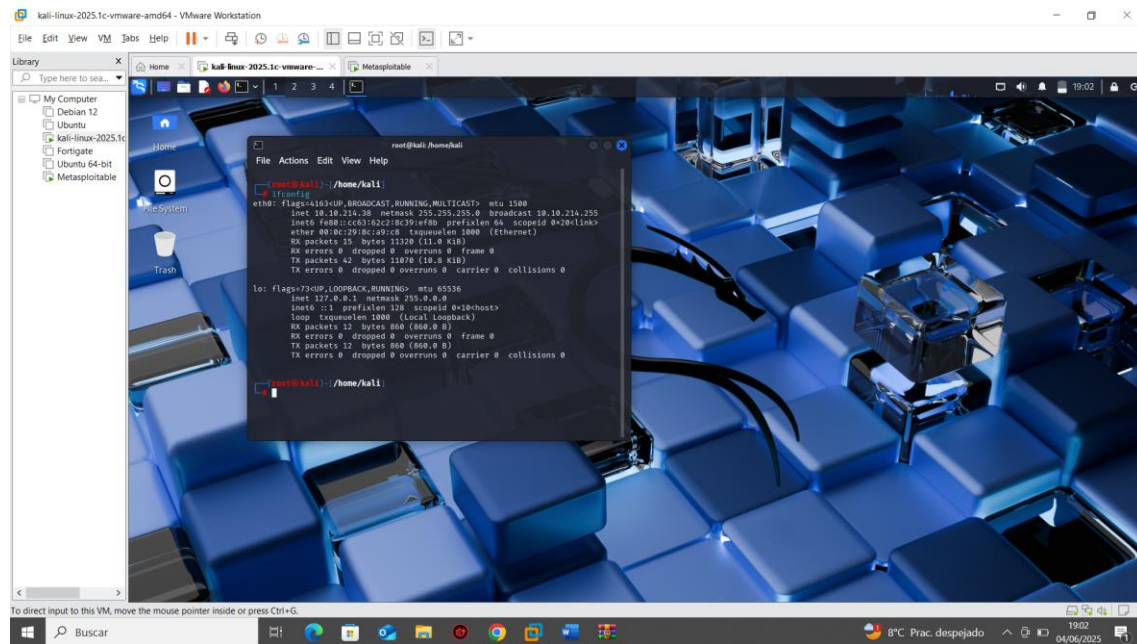 kali-linux-2025.1c-vmware-amd64 - VMware Workstation
File Edit View VM Tabs Help
Library X
Type here to sea...
My Computer
Debian 12
Ubuntu
kali-linux-2025.1c
Fortigate
Ubuntu 64-bit
Metasploitable
Home
kali-linux-2025.1c-vmware-...
Metasploitable
1 2 3 4
19:02
Home
File System
Trash
root@kali: /home/kali
File Actions Edit View Help
(root㉿kali)-[/home/kali]
# ifconfig
eth0: flags=4163<UP,BROADCAST,RUNNING,MULTICAST> mtu 1500
inet 10.10.214.38 netmask 255.255.255.0 broadcast 10.10.214.255
inet6 fe80::cc63:62c2:8c39:ef8b prefixlen 64 scopeid 0×20<link>
ether 00:0c:29:8c:a9:c8 txqueuelen 1000 (Ethernet)
RX packets 15 bytes 11320 (11.0 KiB)
RX errors 0 dropped 0 overruns 0 frame 0
TX packets 42 bytes 11070 (10.8 KiB)
TX errors 0 dropped 0 overruns 0 carrier 0 collisions 0
lo: flags=73<UP,LOOPBACK,RUNNING> mtu 65536
inet 127.0.0.1 netmask 255.0.0.0
inet6 ::1 prefixlen 128 scopeid 0×10<host>
loop txqueuelen 1000 (Local Loopback)
RX packets 12 bytes 860 (860.0 B)
RX errors 0 dropped 0 overruns 0 frame 0
TX packets 12 bytes 860 (860.0 B)
TX errors 0 dropped 0 overruns 0 carrier 0 collisions 0
(root㉿kali)-[/home/kali]
#
To direct input to this VM, move the mouse pointer inside or press Ctrl+G.
Buscar
8°C Prac. despejado
19:02
04/06/2025